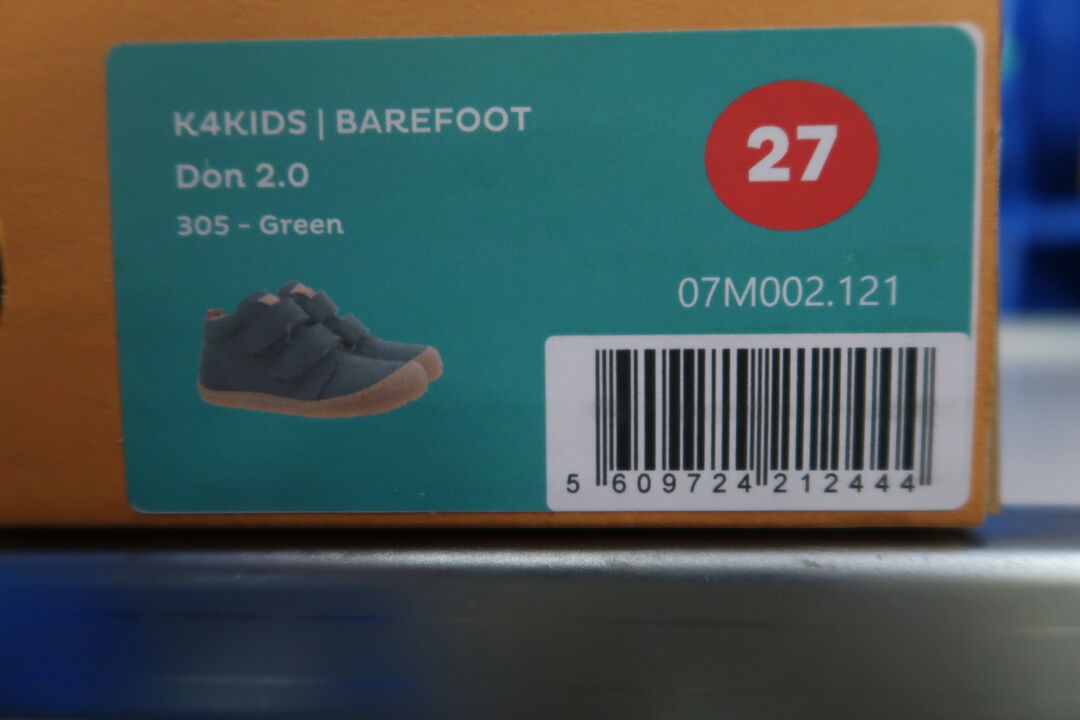 K4KIDS | BAREFOOT
Don 2.0
305 - Green
27
07M002.121
5 609724 212444